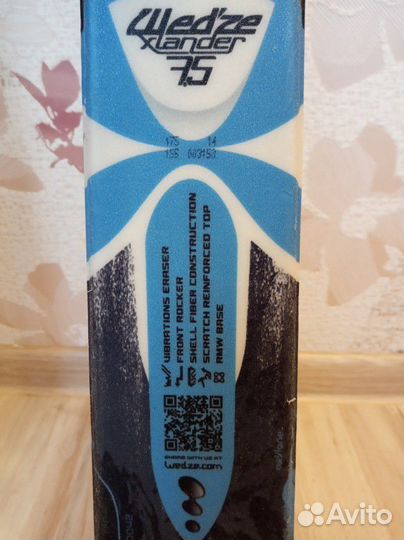 Wed'ze
Xlander
7.5
175 14
155 003153
VIBRATIONS ERASER
FRONT ROCKER
SHELL FIBER CONSTRUCTION
SCRATCH REINFORCED TOP
RMW BASE
SHARE WITH US AT
Wedze.com
Avito